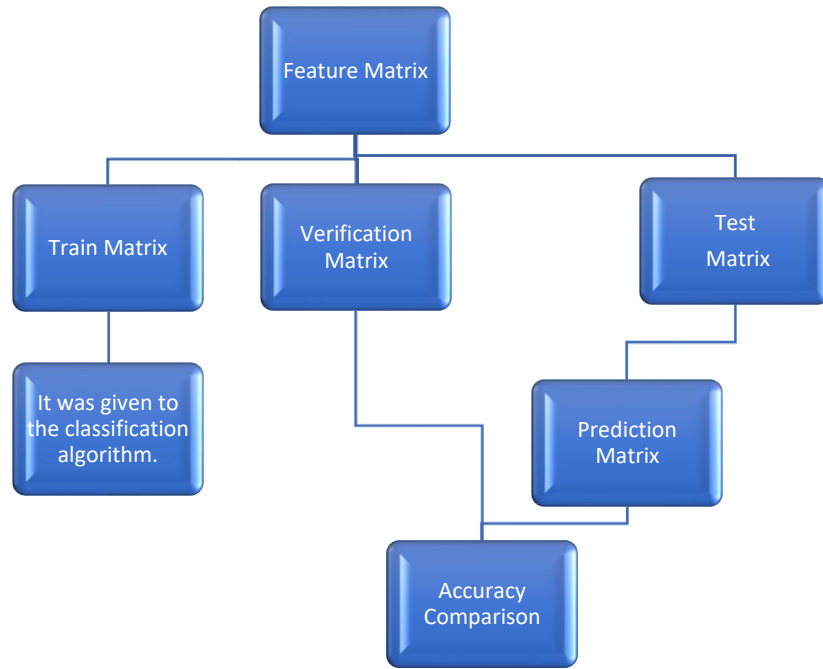 Feature Matrix
Train Matrix
Verification
Matrix
Test
Matrix
It was given to
the classification
algorithm.
Prediction
Matrix
Accuracy
Comparison